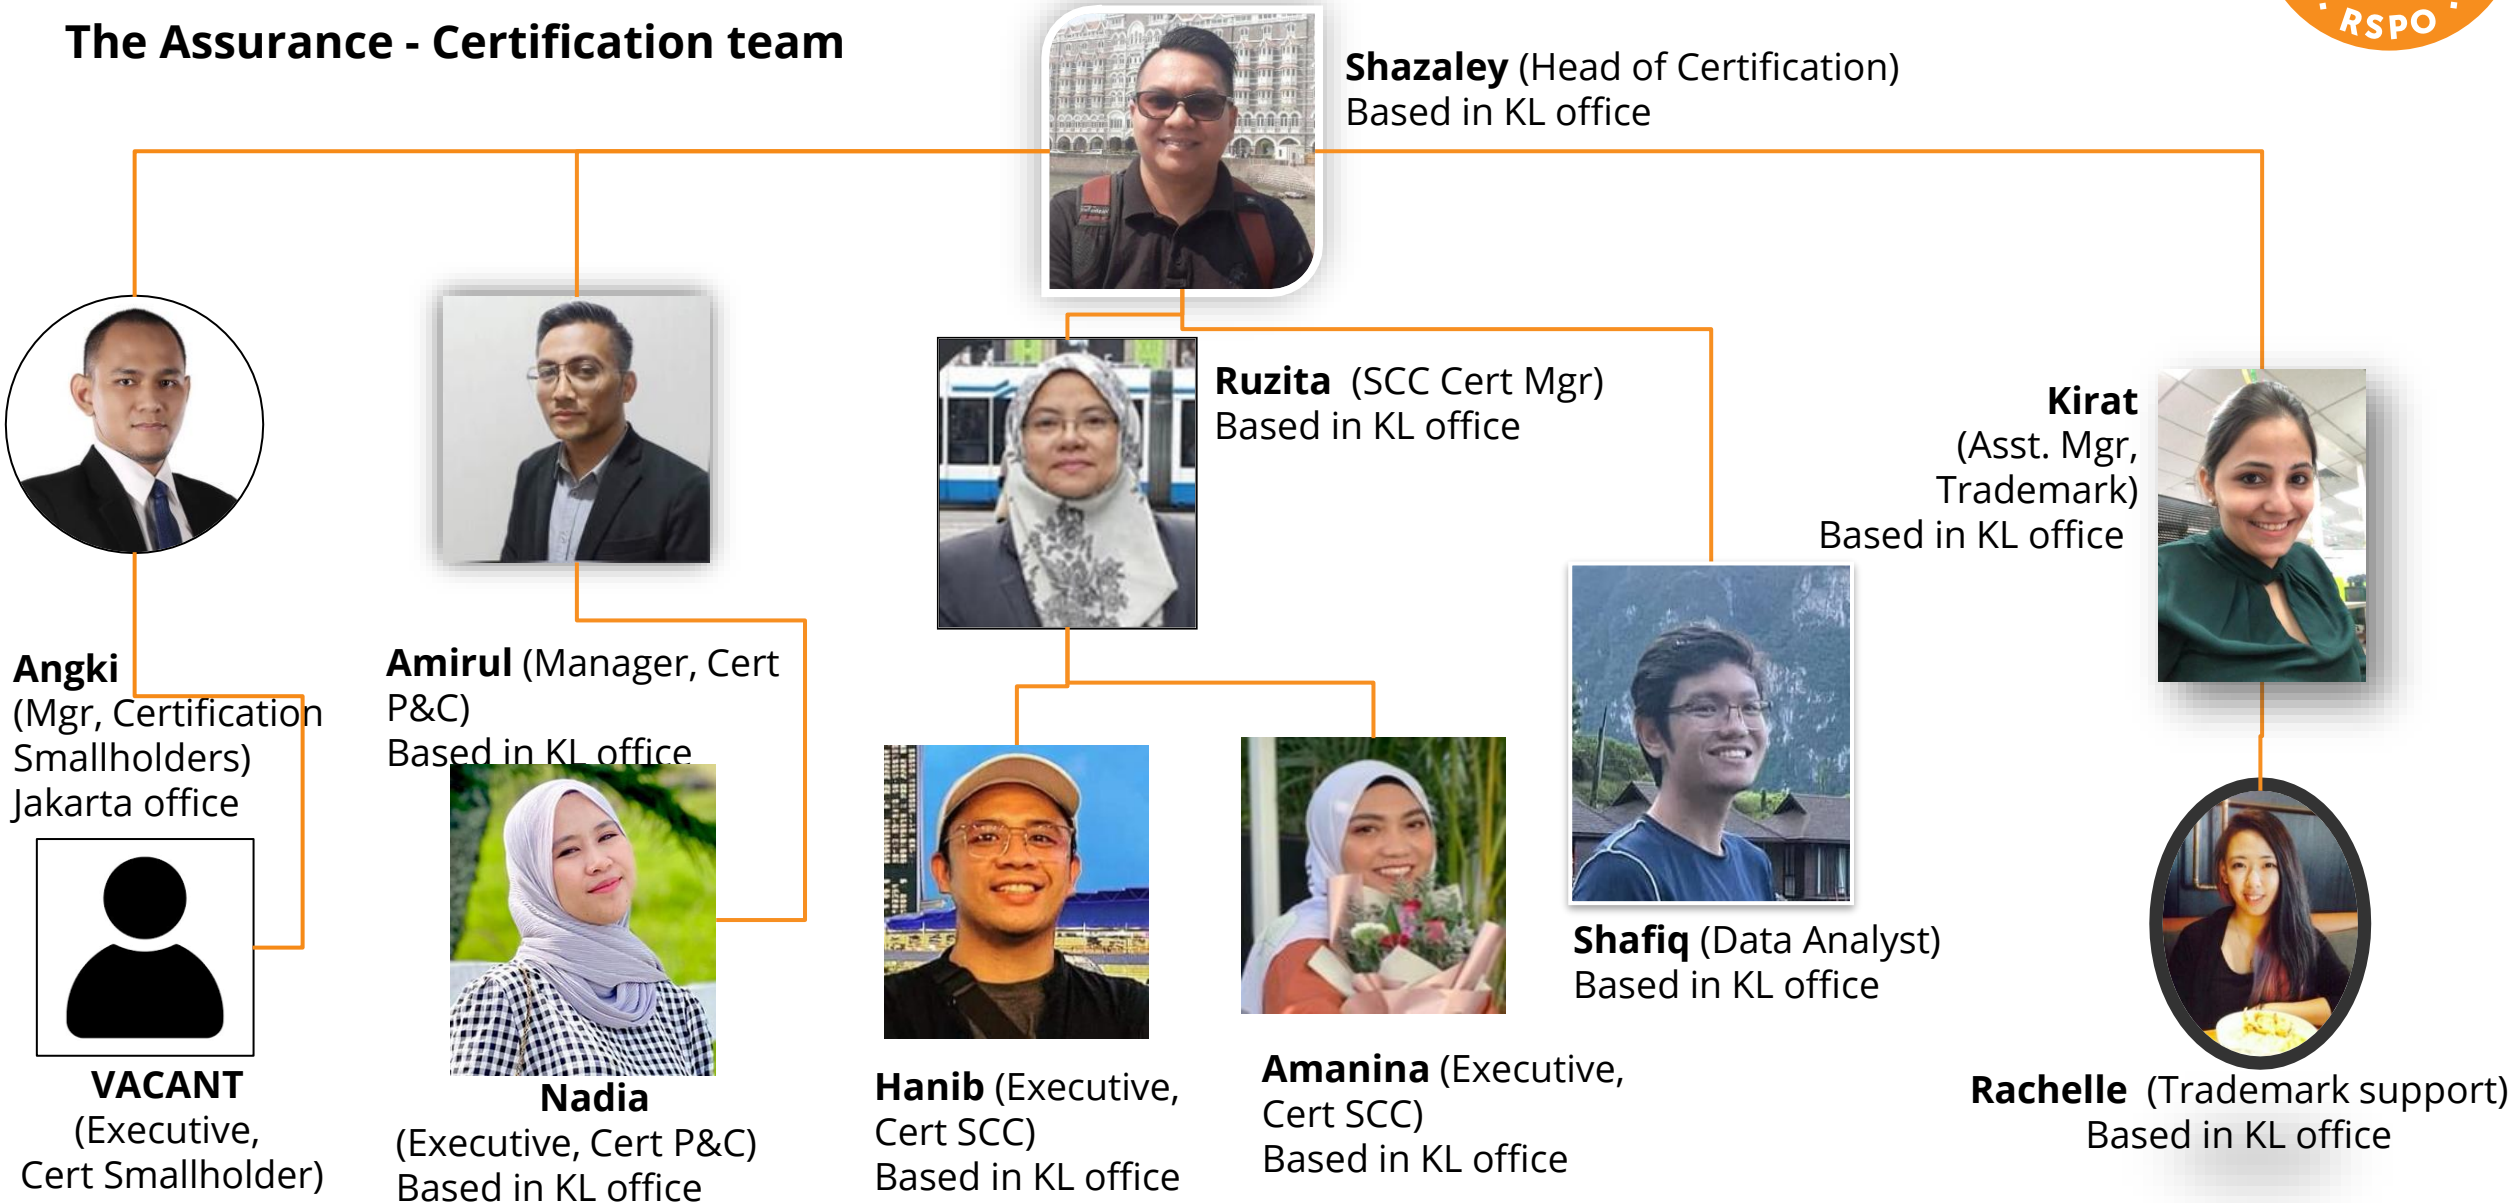 The Assurance - Certification team
RSPO
Shazaley (Head of Certification)
Based in KL office
Ruzita (SCC Cert Mgr)
Based in KL office
Kirat
(Asst. Mgr,
Trademark)
Based in KL office
Angki
(Mgr, Certification
Smallholders)
Jakarta office
Amirul (Manager, Cert
P&C)
Based in KL office
Shafiq (Data Analyst)
Based in KL office
VACANT
(Executive,
Cert Smallholder)
Nadia
(Executive, Cert P&C)
Based in KL office
Hanib (Executive,
Cert SCC)
Based in KL office
Amanina (Executive,
Cert SCC)
Based in KL office
Rachelle (Trademark support)
Based in KL office